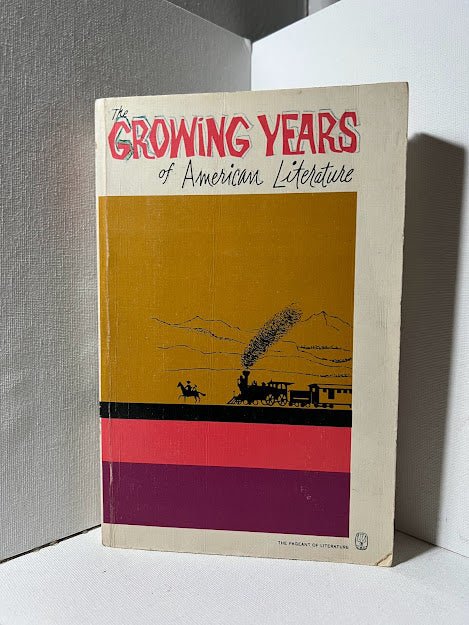 The
GROWiNG YEARS
of American Literature
THE PAGEANT OF LITERATURE